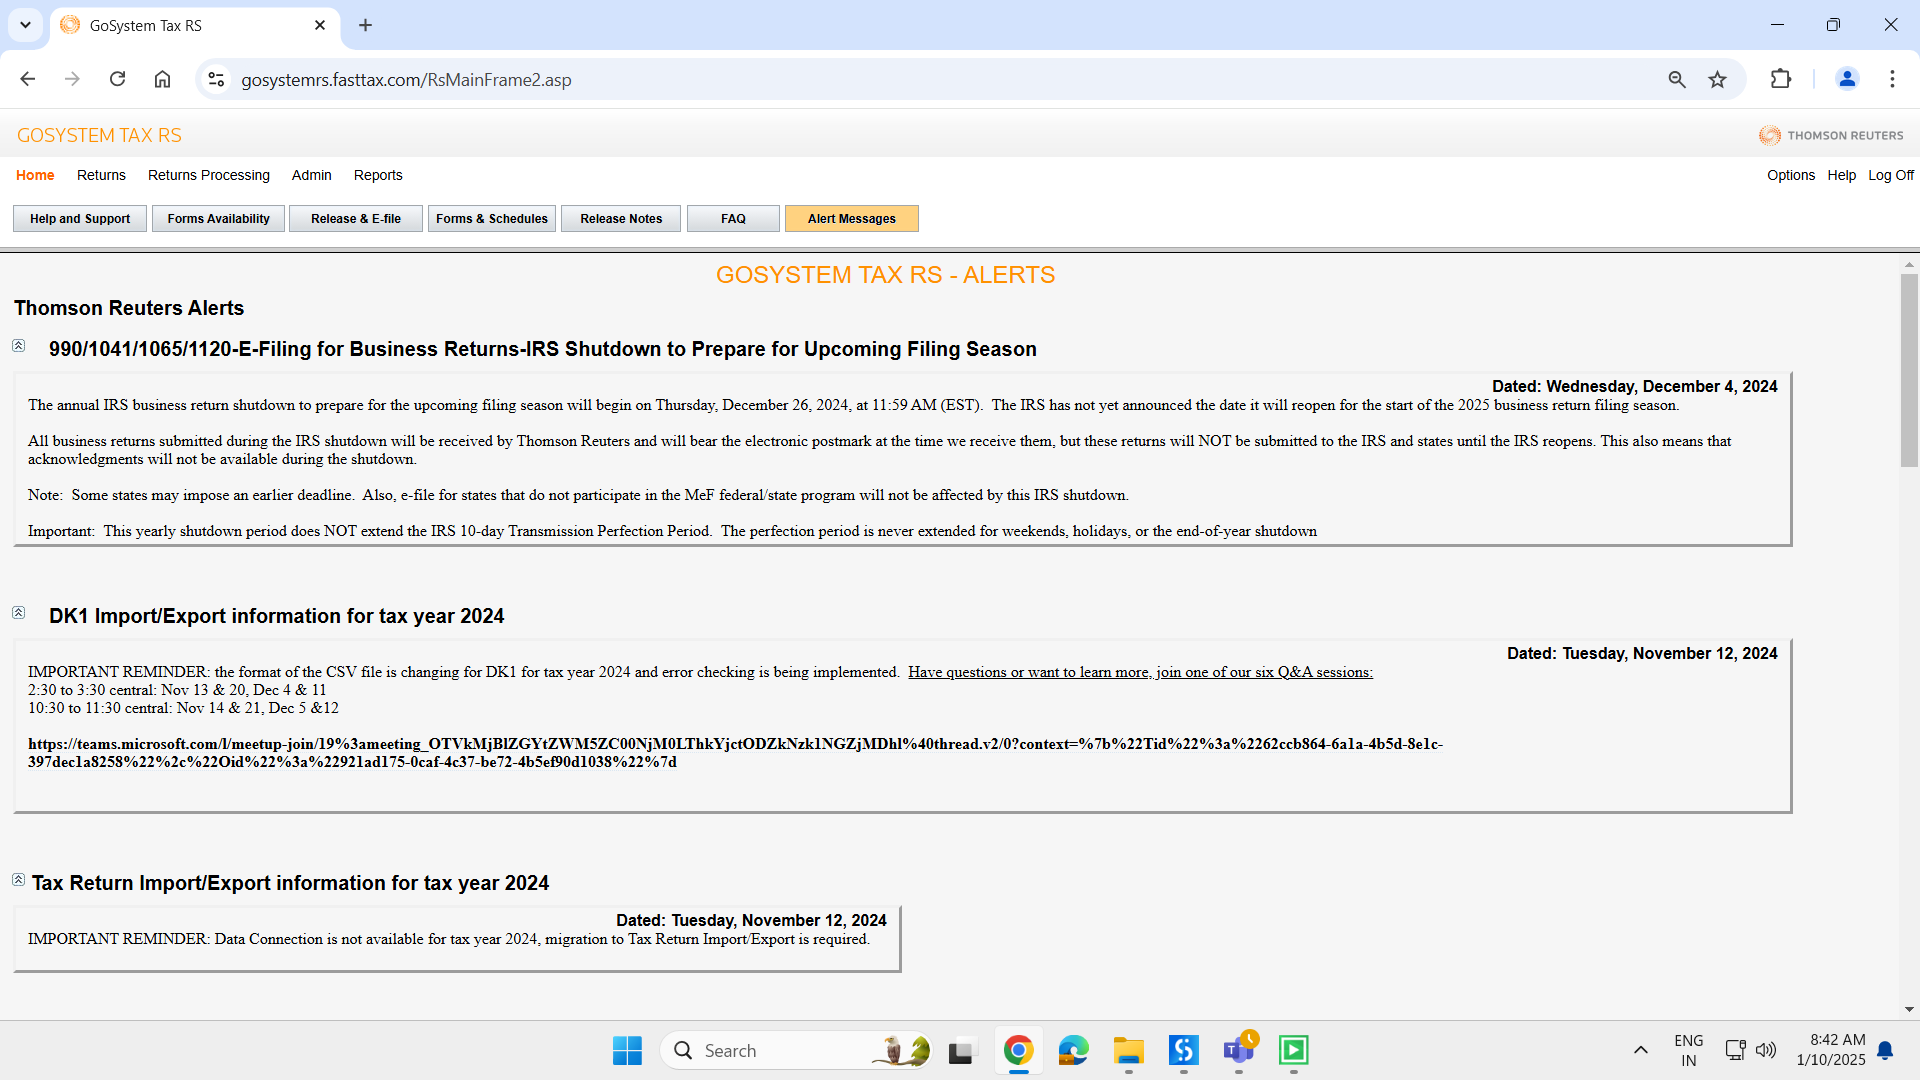 GoSystem Tax RS
gosystemrs.fasttax.com/RsMainFrame2.asp
GOSYSTEM TAX RS
THOMSON REUTERS
Home Returns Returns Processing Admin Reports
Options Help Log Off
Help and Support Forms Availability Release & E-file Forms & Schedules Release Notes FAQ Alert Messages
GOSYSTEM TAX RS - ALERTS
Thomson Reuters Alerts
990/1041/1065/1120-E-Filing for Business Returns-IRS Shutdown to Prepare for Upcoming Filing Season
Dated: Wednesday, December 4, 2024
The annual IRS business return shutdown to prepare for the upcoming filing season will begin on Thursday, December 26, 2024, at 11:59 AM (EST).  The IRS has not yet announced the date it will reopen for the start of the 2025 business return filing season.
All business returns submitted during the IRS shutdown will be received by Thomson Reuters and will bear the electronic postmark at the time we receive them, but these returns will NOT be submitted to the IRS and states until the IRS reopens. This also means that
acknowledgments will not be available during the shutdown.
Note:  Some states may impose an earlier deadline.  Also, e-file for states that do not participate in the MeF federal/state program will not be affected by this IRS shutdown.
Important:  This yearly shutdown period does NOT extend the IRS 10-day Transmission Perfection Period.  The perfection period is never extended for weekends, holidays, or the end-of-year shutdown
DK1 Import/Export information for tax year 2024
Dated: Tuesday, November 12, 2024
IMPORTANT REMINDER: the format of the CSV file is changing for DK1 for tax year 2024 and error checking is being implemented.  Have questions or want to learn more, join one of our six Q&A sessions:
2:30 to 3:30 central: Nov 13 & 20, Dec 4 & 11
10:30 to 11:30 central: Nov 14 & 21, Dec 5 &12
https://teams.microsoft.com/l/meetup-join/19%3ameeting_OTVkMjBlZGYtZWM5ZC00NjM0LThkYjctODZkNzk1NGZjMDhl%40thread.v2/0?context=%7b%22Tid%22%3a%2262ccb864-6a1a-4b5d-8e1c-
397dec1a8258%22%2c%22Oid%22%3a%22921ad175-0caf-4c37-be72-4b5ef90d1038%22%7d
Tax Return Import/Export information for tax year 2024
Dated: Tuesday, November 12, 2024
IMPORTANT REMINDER: Data Connection is not available for tax year 2024, migration to Tax Return Import/Export is required.
Search
ENG
IN
8:42 AM
1/10/2025